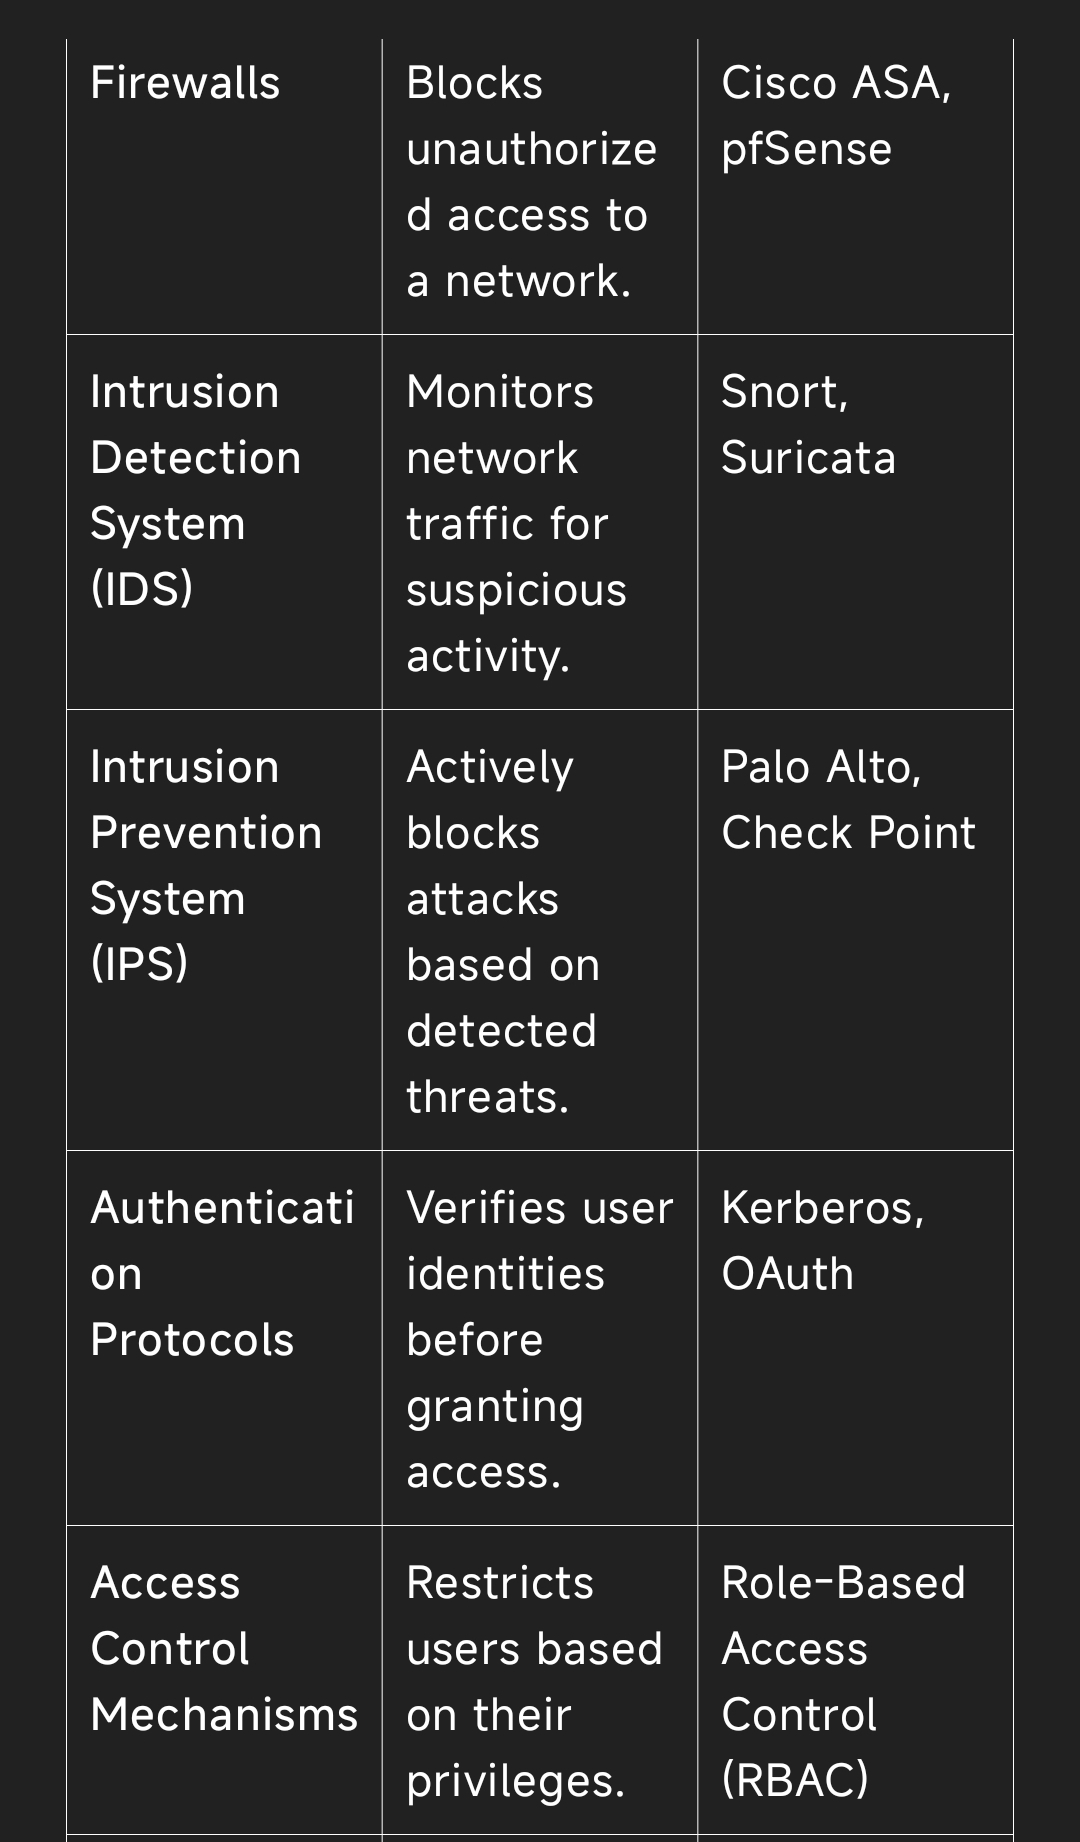 Firewalls
Blocks
unauthorize
d access to
a network.
Cisco ASA,
pfSense
Intrusion
Detection
System
(IDS)
Monitors
network
traffic for
suspicious
activity.
Snort,
Suricata
Intrusion
Prevention
System
(IPS)
Actively
blocks
attacks
based on
detected
threats.
Palo Alto,
Check Point
Authenticati
on
Protocols
Verifies user
identities
before
granting
access.
Kerberos,
OAuth
Access
Control
Mechanisms
Restricts
users based
on their
privileges.
Role-Based
Access
Control
(RBAC)